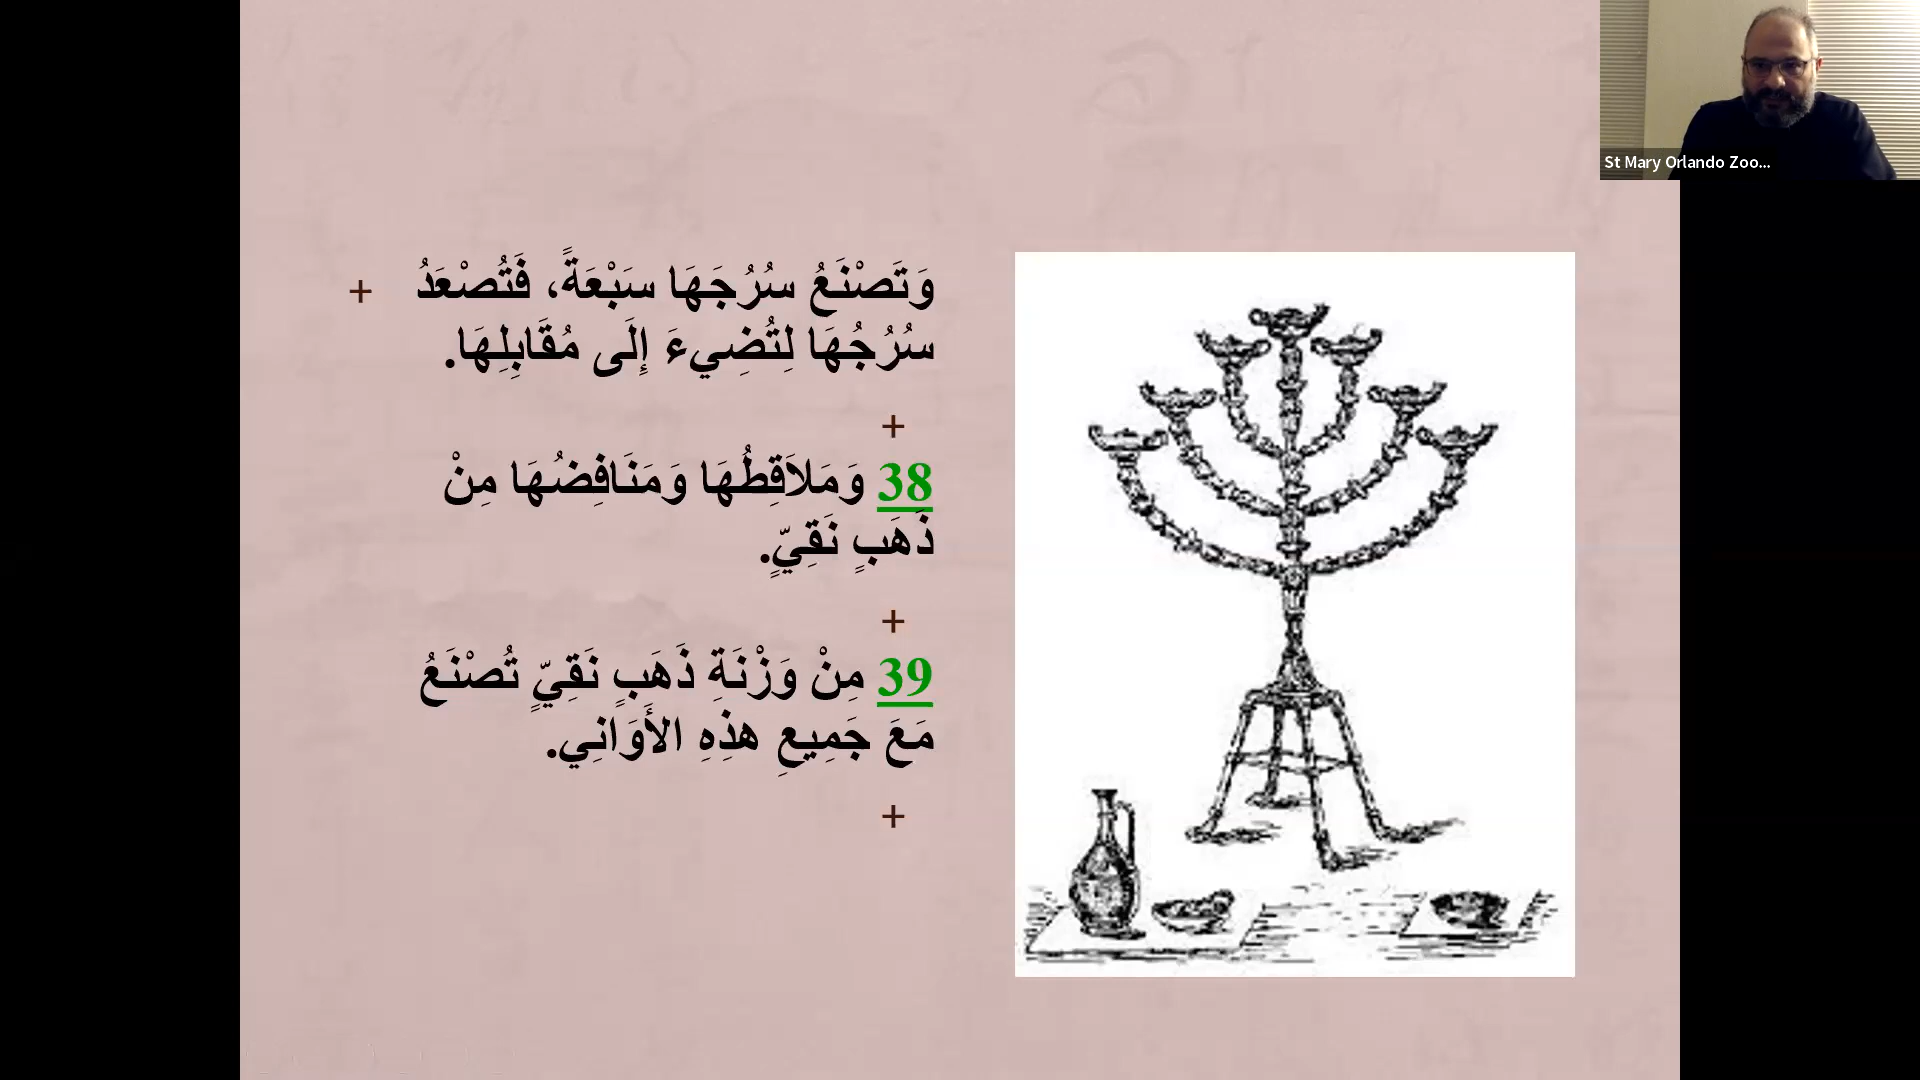 وَتَصْنَعُ سُرُجَهَا سَبْعَةً، فَتُصْعَدُ +
سُرُجُهَا لِتُضِيءَ إِلَى مُقَابِلِهَا.
+
38 وَمَلاَقِطُهَا وَمَنَافِضُهَا مِنْ
ذَهَبٍ نَقِيٍّ.
+
39 مِنْ وَزْنَةِ ذَهَبٍ نَقِيٍّ تُصْنَعُ
مَعَ جَمِيعِ هذِهِ الأَوَانِي.
+
St Mary Orlando Zoo...